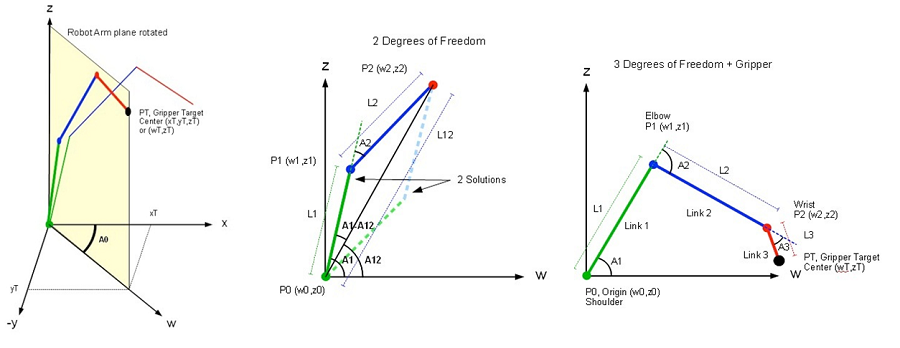 z
Robot Arm plane rotated
PT, Gripper Target
Center (xT,yT,zT)
or (wT,zT)
xT
x
A0
yT
-y
w
2 Degrees of Freedom
z
P2 (w2,z2)
L2
L12
A2
P1 (w1,z1)
2 Solutions
L1
A1-A12
A1
A12
w
P0 (w0,z0)
3 Degrees of Freedom + Gripper
z
Elbow
P1 (w1,z1)
A2
L2
L1
Link 1
Link 2
Wrist
P2 (w2,z2)
L3
A3
Link 3
A1
w
PT, Gripper Target
Center (wT,zT)
P0, Origin (w0,z0)
Shoulder